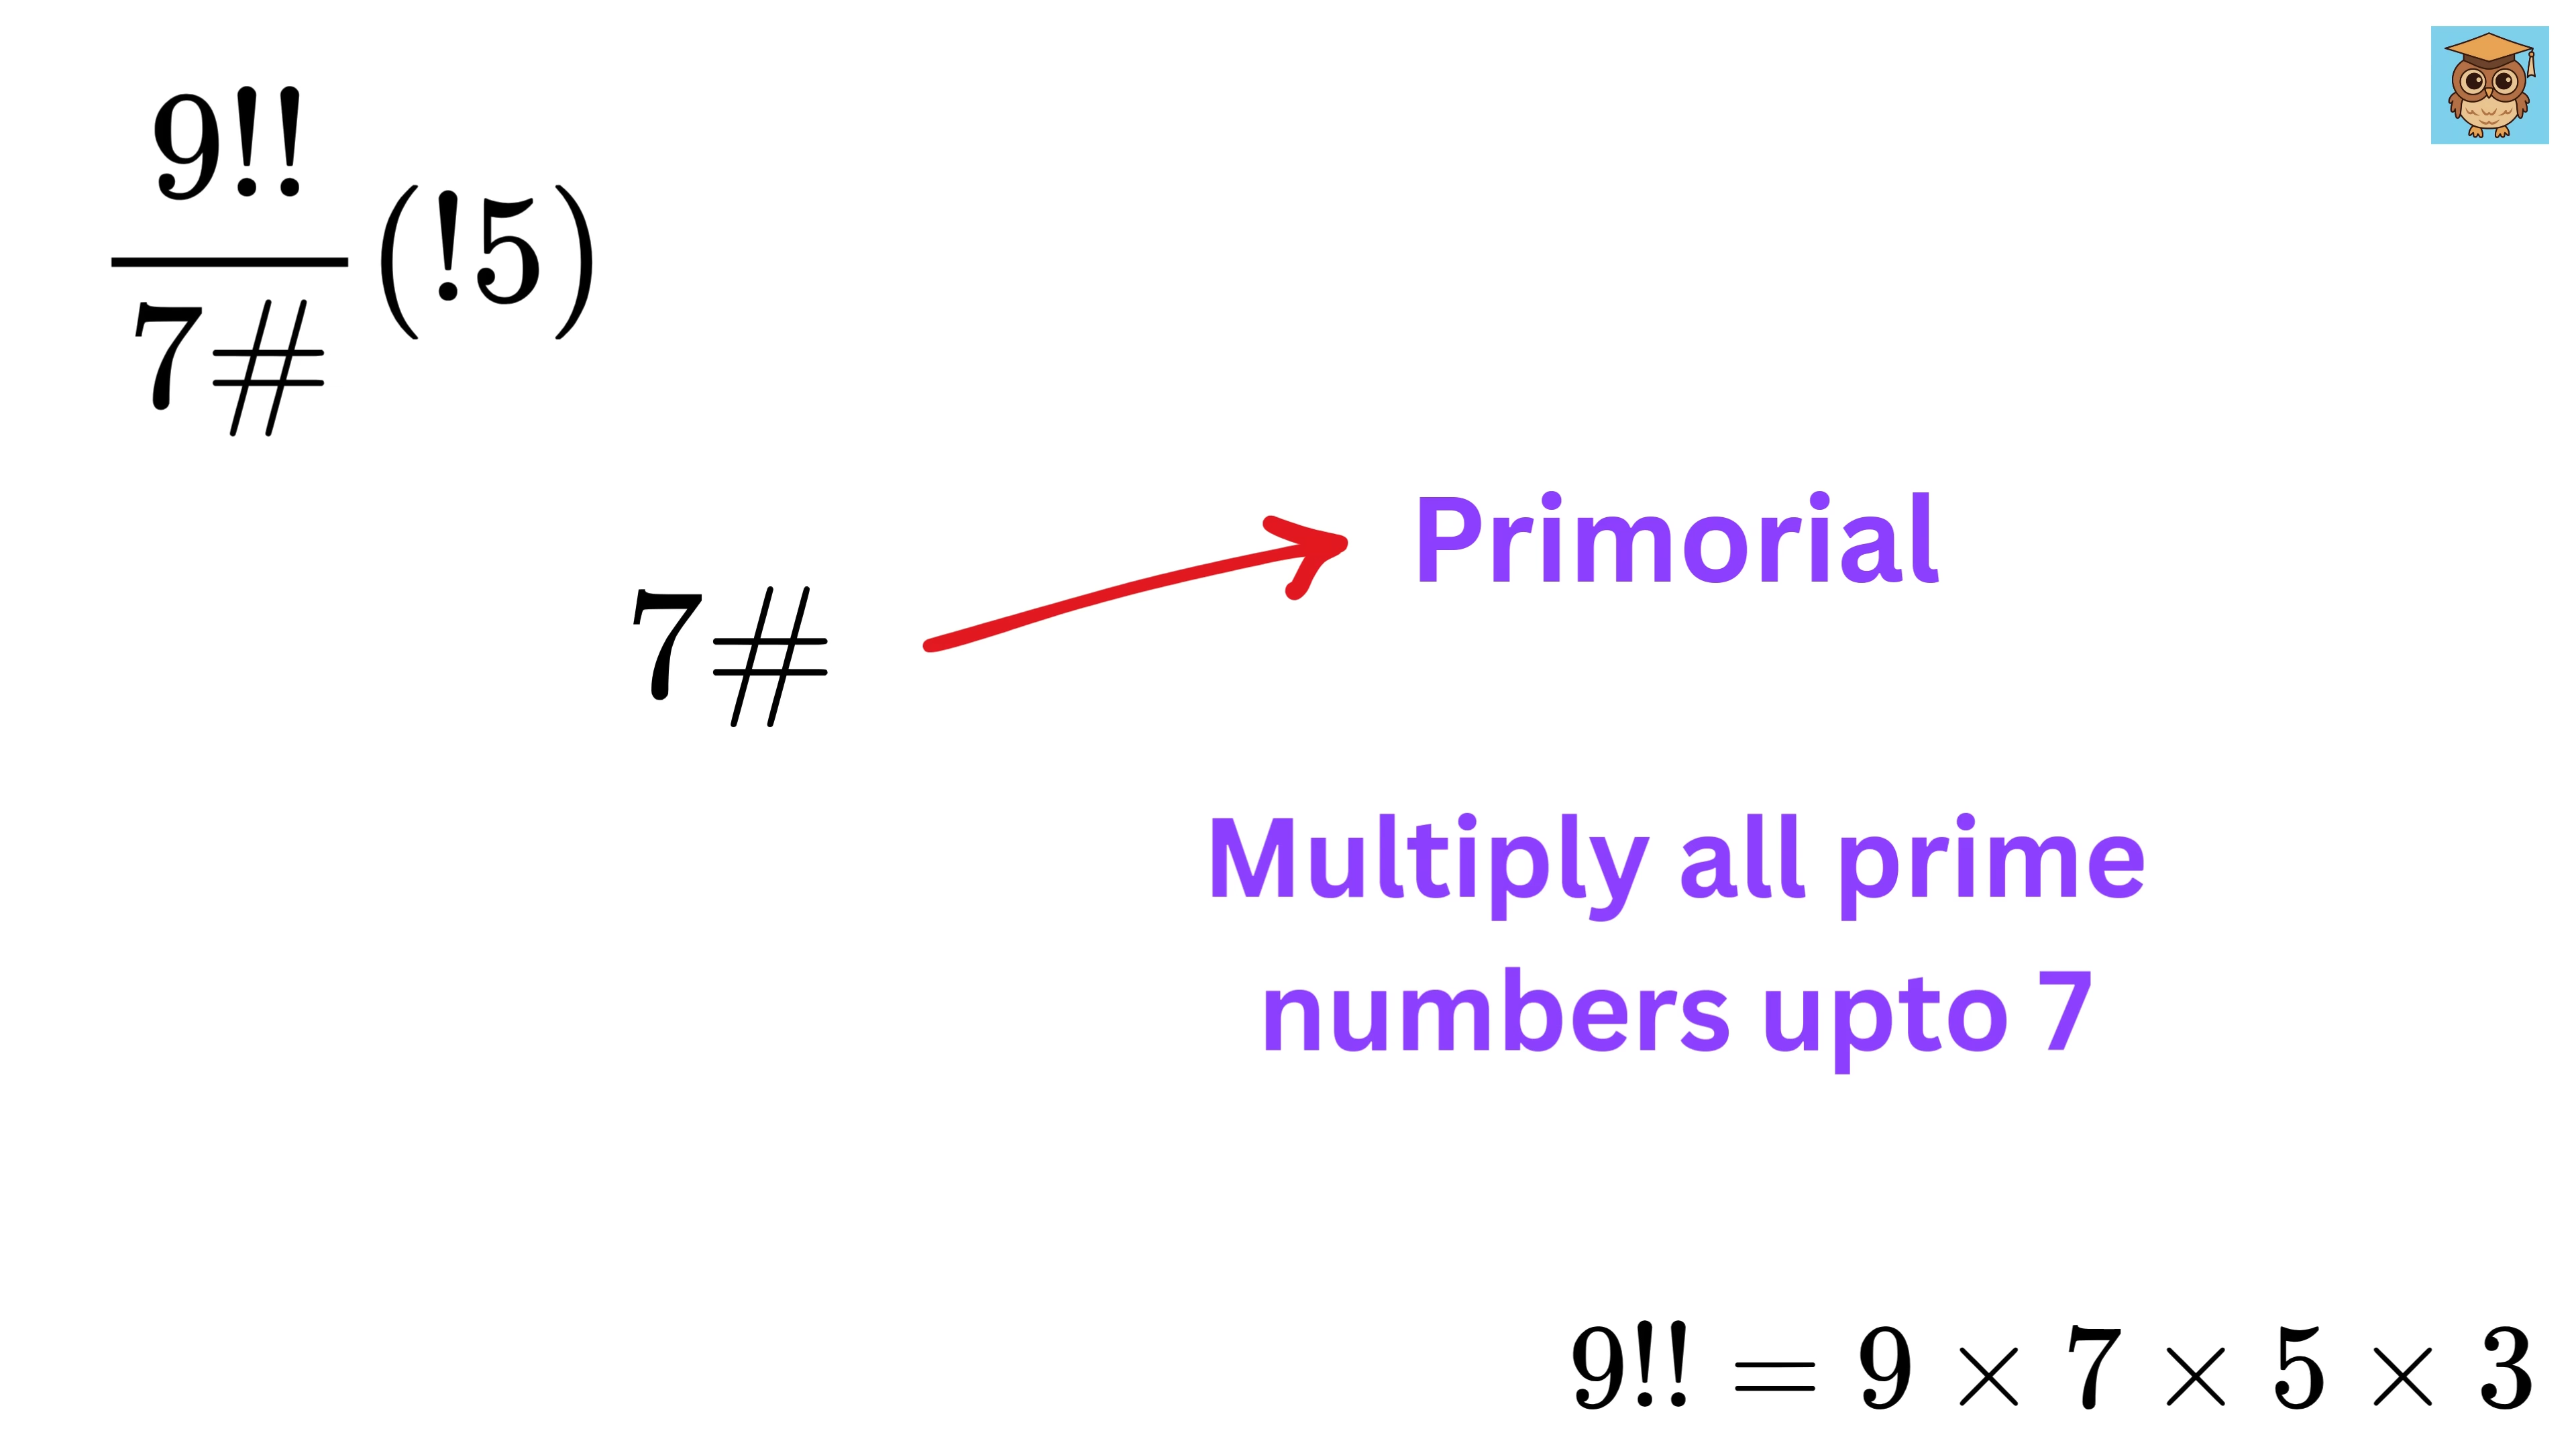 9!!
7#
(!5)
Primorial
7#
Multiply all prime
numbers upto 7
9!! = 9 × 7 × 5 × 3